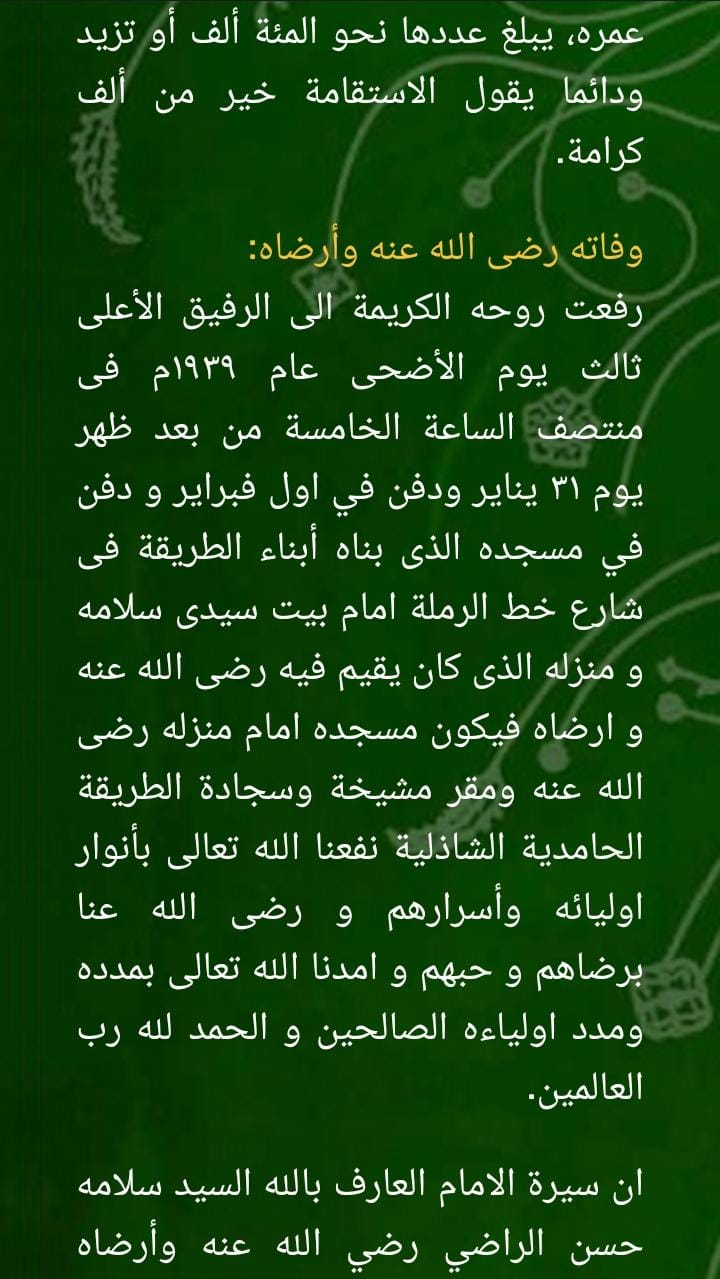 عمره، يبلغ عددها نحو المئة ألف أو تزيد
ودائما يقول الاستقامة خير من ألف
كرامة.
وفاته رضى الله عنه وأرضاه:
رفعت روحه الكريمة الى الرفيق الأعلى
ثالث يوم الأضحى عام ١٩٣٩م فى
منتصف الساعة الخامسة من بعد ظهر
يوم ٣١ يناير ودفن في اول فبراير و دفن
في مسجده الذى بناه أبناء الطريقة فى
شارع خط الرملة امام بيت سيدى سلامه
و منزله الذى كان يقيم فيه رضى الله عنه
و ارضاه فيكون مسجده امام منزله رضى
الله عنه ومقر مشيخة وسجادة الطريقة
الحامدية الشاذلية نفعنا الله تعالى بأنوار
اوليائه وأسرارهم و رضى الله عنا
برضاهم و حبهم و امدنا الله تعالى بمدده
ومدد اولياءه الصالحين و الحمد لله رب
العالمين.
ان سيرة الامام العارف بالله السيد سلامه
حسن الراضي رضي الله عنه وأرضاه